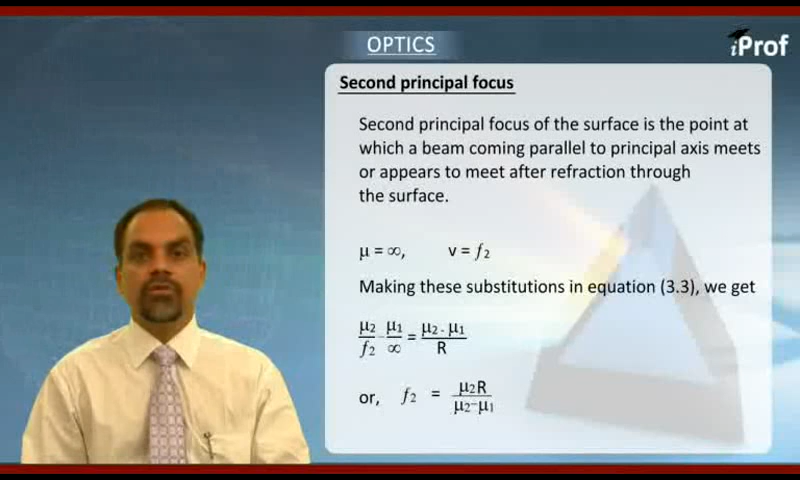 OPTICS
iProf
Second principal focus
Second principal focus of the surface is the point at
which a beam coming parallel to principal axis meets
or appears to meet after refraction through
the surface.
μ = ∞, v = f2
Making these substitutions in equation (3.3), we get
μ2/f2 - μ1/∞ = μ2 - μ1/R
or, f2 = μ2R/μ2-μ1